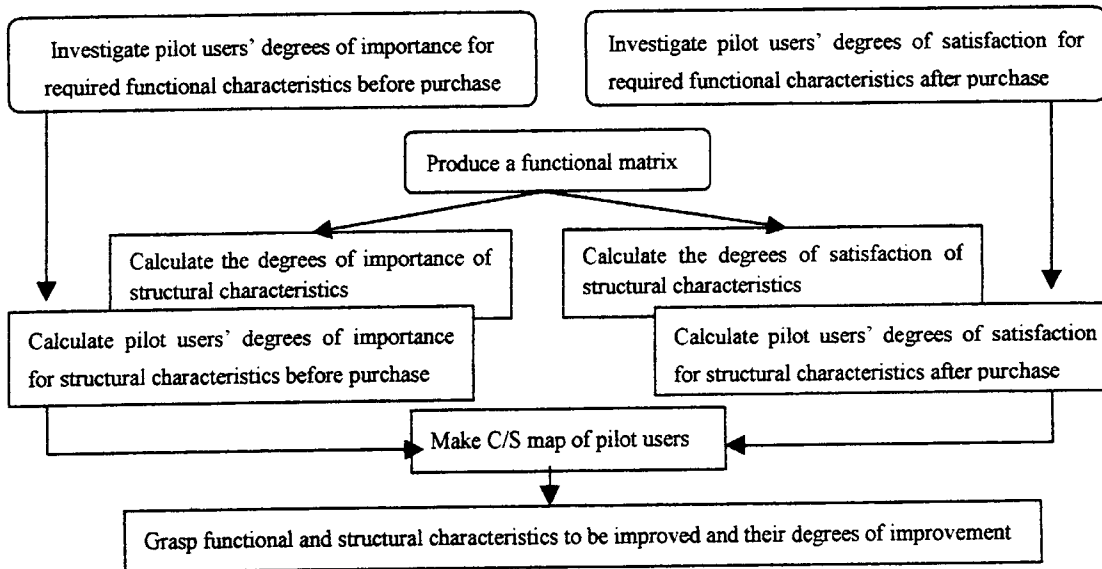 Investigate pilot users' degrees of importance for
required functional characteristics before purchase
Investigate pilot users' degrees of satisfaction for
required functional characteristics after purchase
Produce a functional matrix
Calculate the degrees of importance of
structural characteristics
Calculate the degrees of satisfaction of
structural characteristics
Calculate pilot users' degrees of importance
for structural characteristics before purchase
Calculate pilot users' degrees of satisfaction
for structural characteristics after purchase
Make C/S map of pilot users
Grasp functional and structural characteristics to be improved and their degrees of improvement